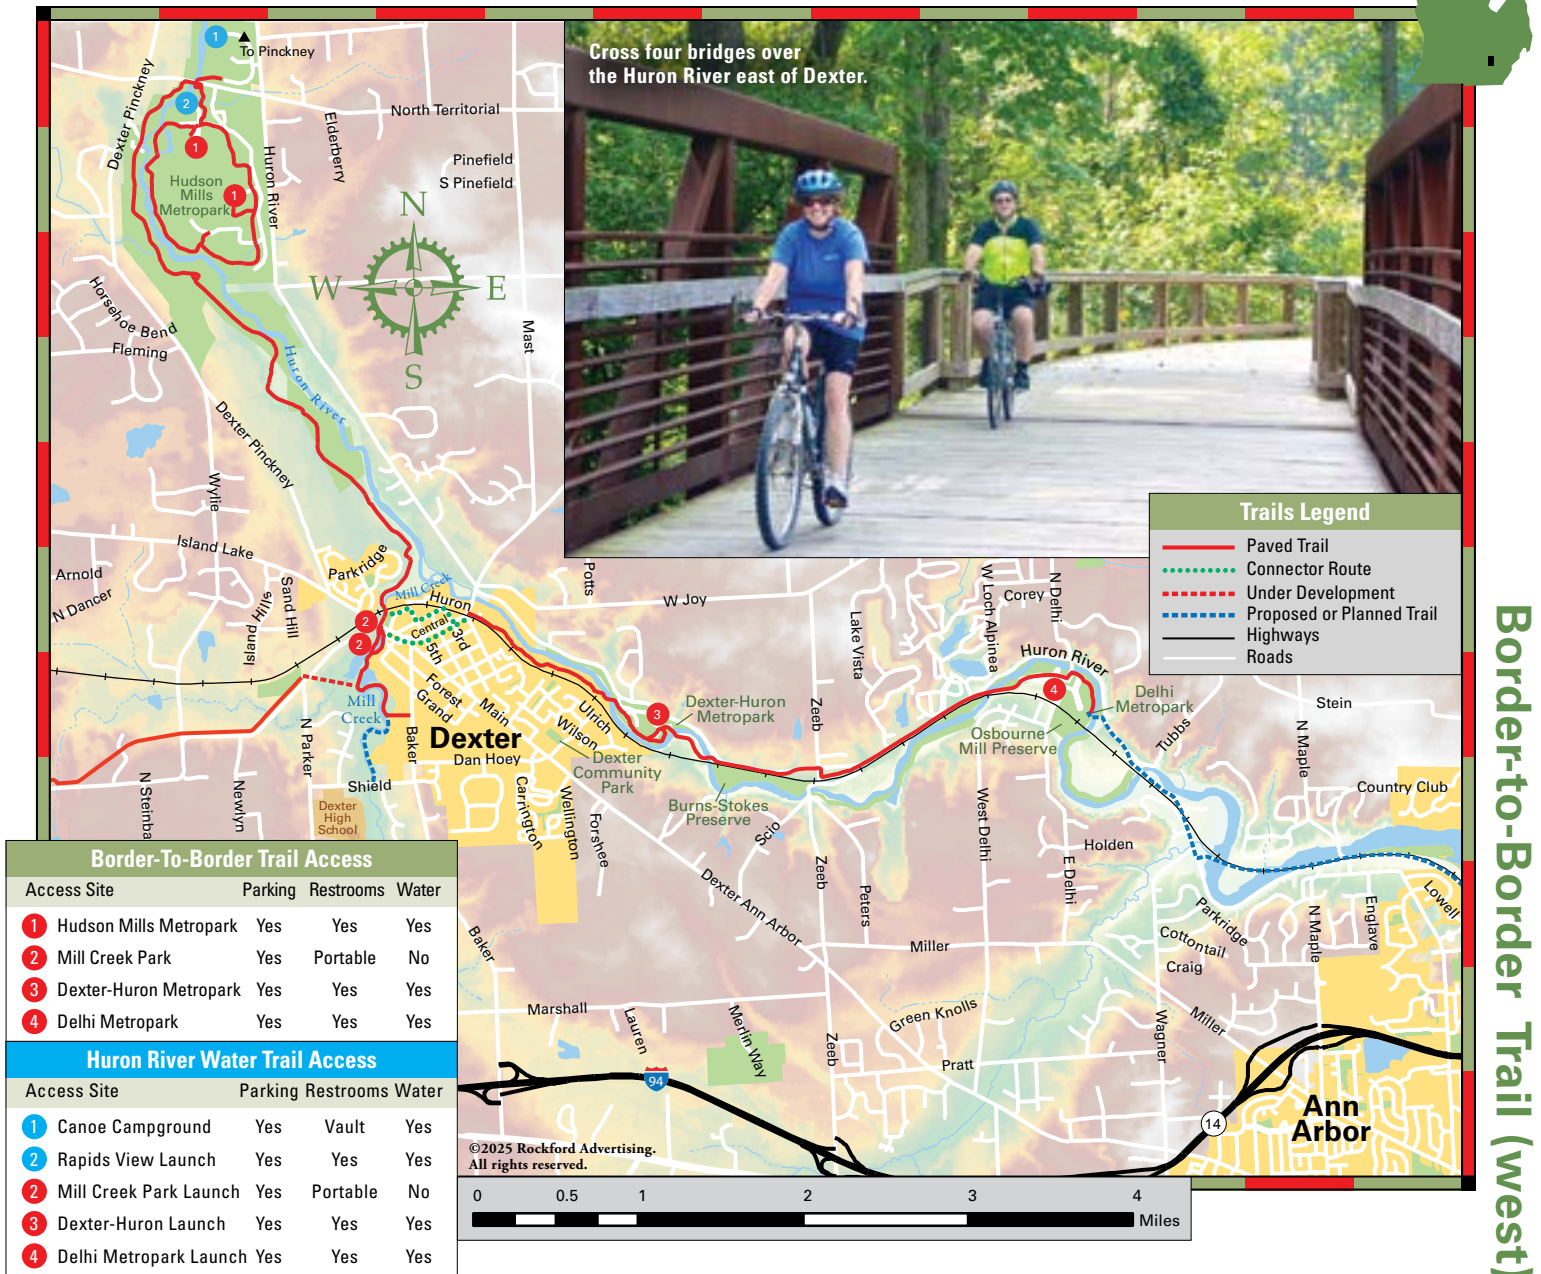 Cross four bridges over
the Huron River east of Dexter.
1
To Pinckney
2
Dexter Pinckney
North Territorial
Elderberry
1
Pinefield
S Pinefield
Huron River
Hudson
Mills
Metropark
1
N
W
E
S
Horseshoe Bend
Fleming
Mast
Huron River
Dexter Pinckney
Wylie
Island Lake
Parkridge
Arnold
N Dancer
Sand Hill
Island Hills
Mill Creek
Huron
Central
3rd
5th
2
2
Potts
W Joy
Lake Vista
W Loch Alpinea
Corey
N Delhi
Huron River
4
Delhi
Metropark
Tubbs
Stein
N Maple
Country Club
Trails Legend
Paved Trail
Connector Route
Under Development
Proposed or Planned Trail
Highways
Roads
Mill
Creek
Forest
Grand
Main
Ulrich
Wilson
3
Dexter-Huron
Metropark
Zeeb
Osbourne
Mill Preserve
N Parker
Baker
Dexter
Dan Hoey
Dexter
Community
Park
Burns-Stokes
Preserve
N Steinba
Newlyn
Shield
Dexter
High
School
Carrington
Wellington
Forshee
Scio
Zeeb
West Delhi
Holden
E Delhi
Peters
Dexter Ann Arbor
Miller
Baker
Parkridge
Cottontail
Craig
N Maple
Englave
Lowell
Marshall
Lauren
Merlin Way
Zeeb
Green Knolls
Pratt
Wagner
Miller
94
14
Ann
Arbor
©2025 Rockford Advertising.
All rights reserved.
0 0.5 1 2 3 4
Miles
Border-To-Border Trail Access
Access Site Parking Restrooms Water
1 Hudson Mills Metropark Yes Yes Yes
2 Mill Creek Park Yes Portable No
3 Dexter-Huron Metropark Yes Yes Yes
4 Delhi Metropark Yes Yes Yes
Huron River Water Trail Access
Access Site Parking Restrooms Water
1 Canoe Campground Yes Vault Yes
2 Rapids View Launch Yes Yes Yes
2 Mill Creek Park Launch Yes Portable No
3 Dexter-Huron Launch Yes Yes Yes
4 Delhi Metropark Launch Yes Yes Yes
Border-to-Border Trail (west)